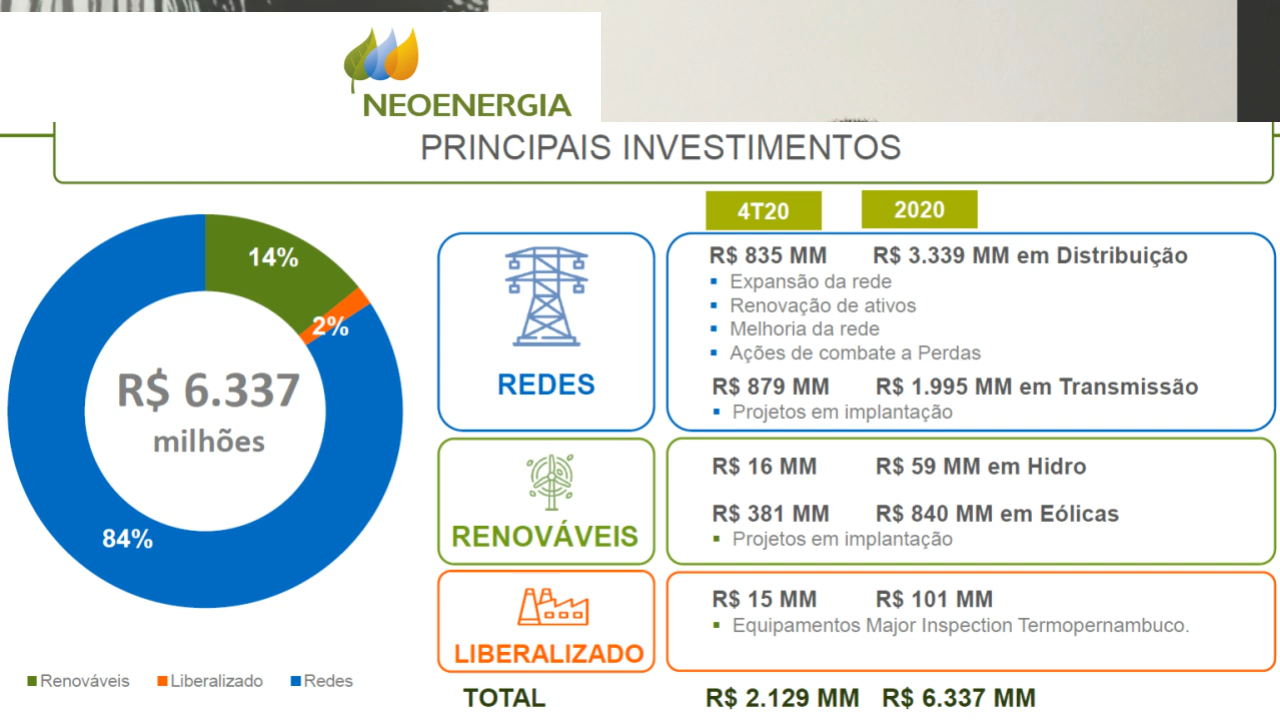 NEOENERGIA
PRINCIPAIS INVESTIMENTOS
4T20 2020
14%
2%
84%
R$ 6.337
milhões
Renováveis Liberalizado Redes
REDES
R$ 835 MM R$ 3.339 MM em Distribuição
Expansão da rede
Renovação de ativos
Melhoria da rede
Ações de combate a Perdas
R$ 879 MM R$ 1.995 MM em Transmissão
Projetos em implantação
RENOVÁVEIS
R$ 16 MM R$ 59 MM em Hidro
R$ 381 MM R$ 840 MM em Eólicas
Projetos em implantação
LIBERALIZADO
R$ 15 MM R$ 101 MM
Equipamentos Major Inspection Termopernambuco.
TOTAL R$ 2.129 MM R$ 6.337 MM